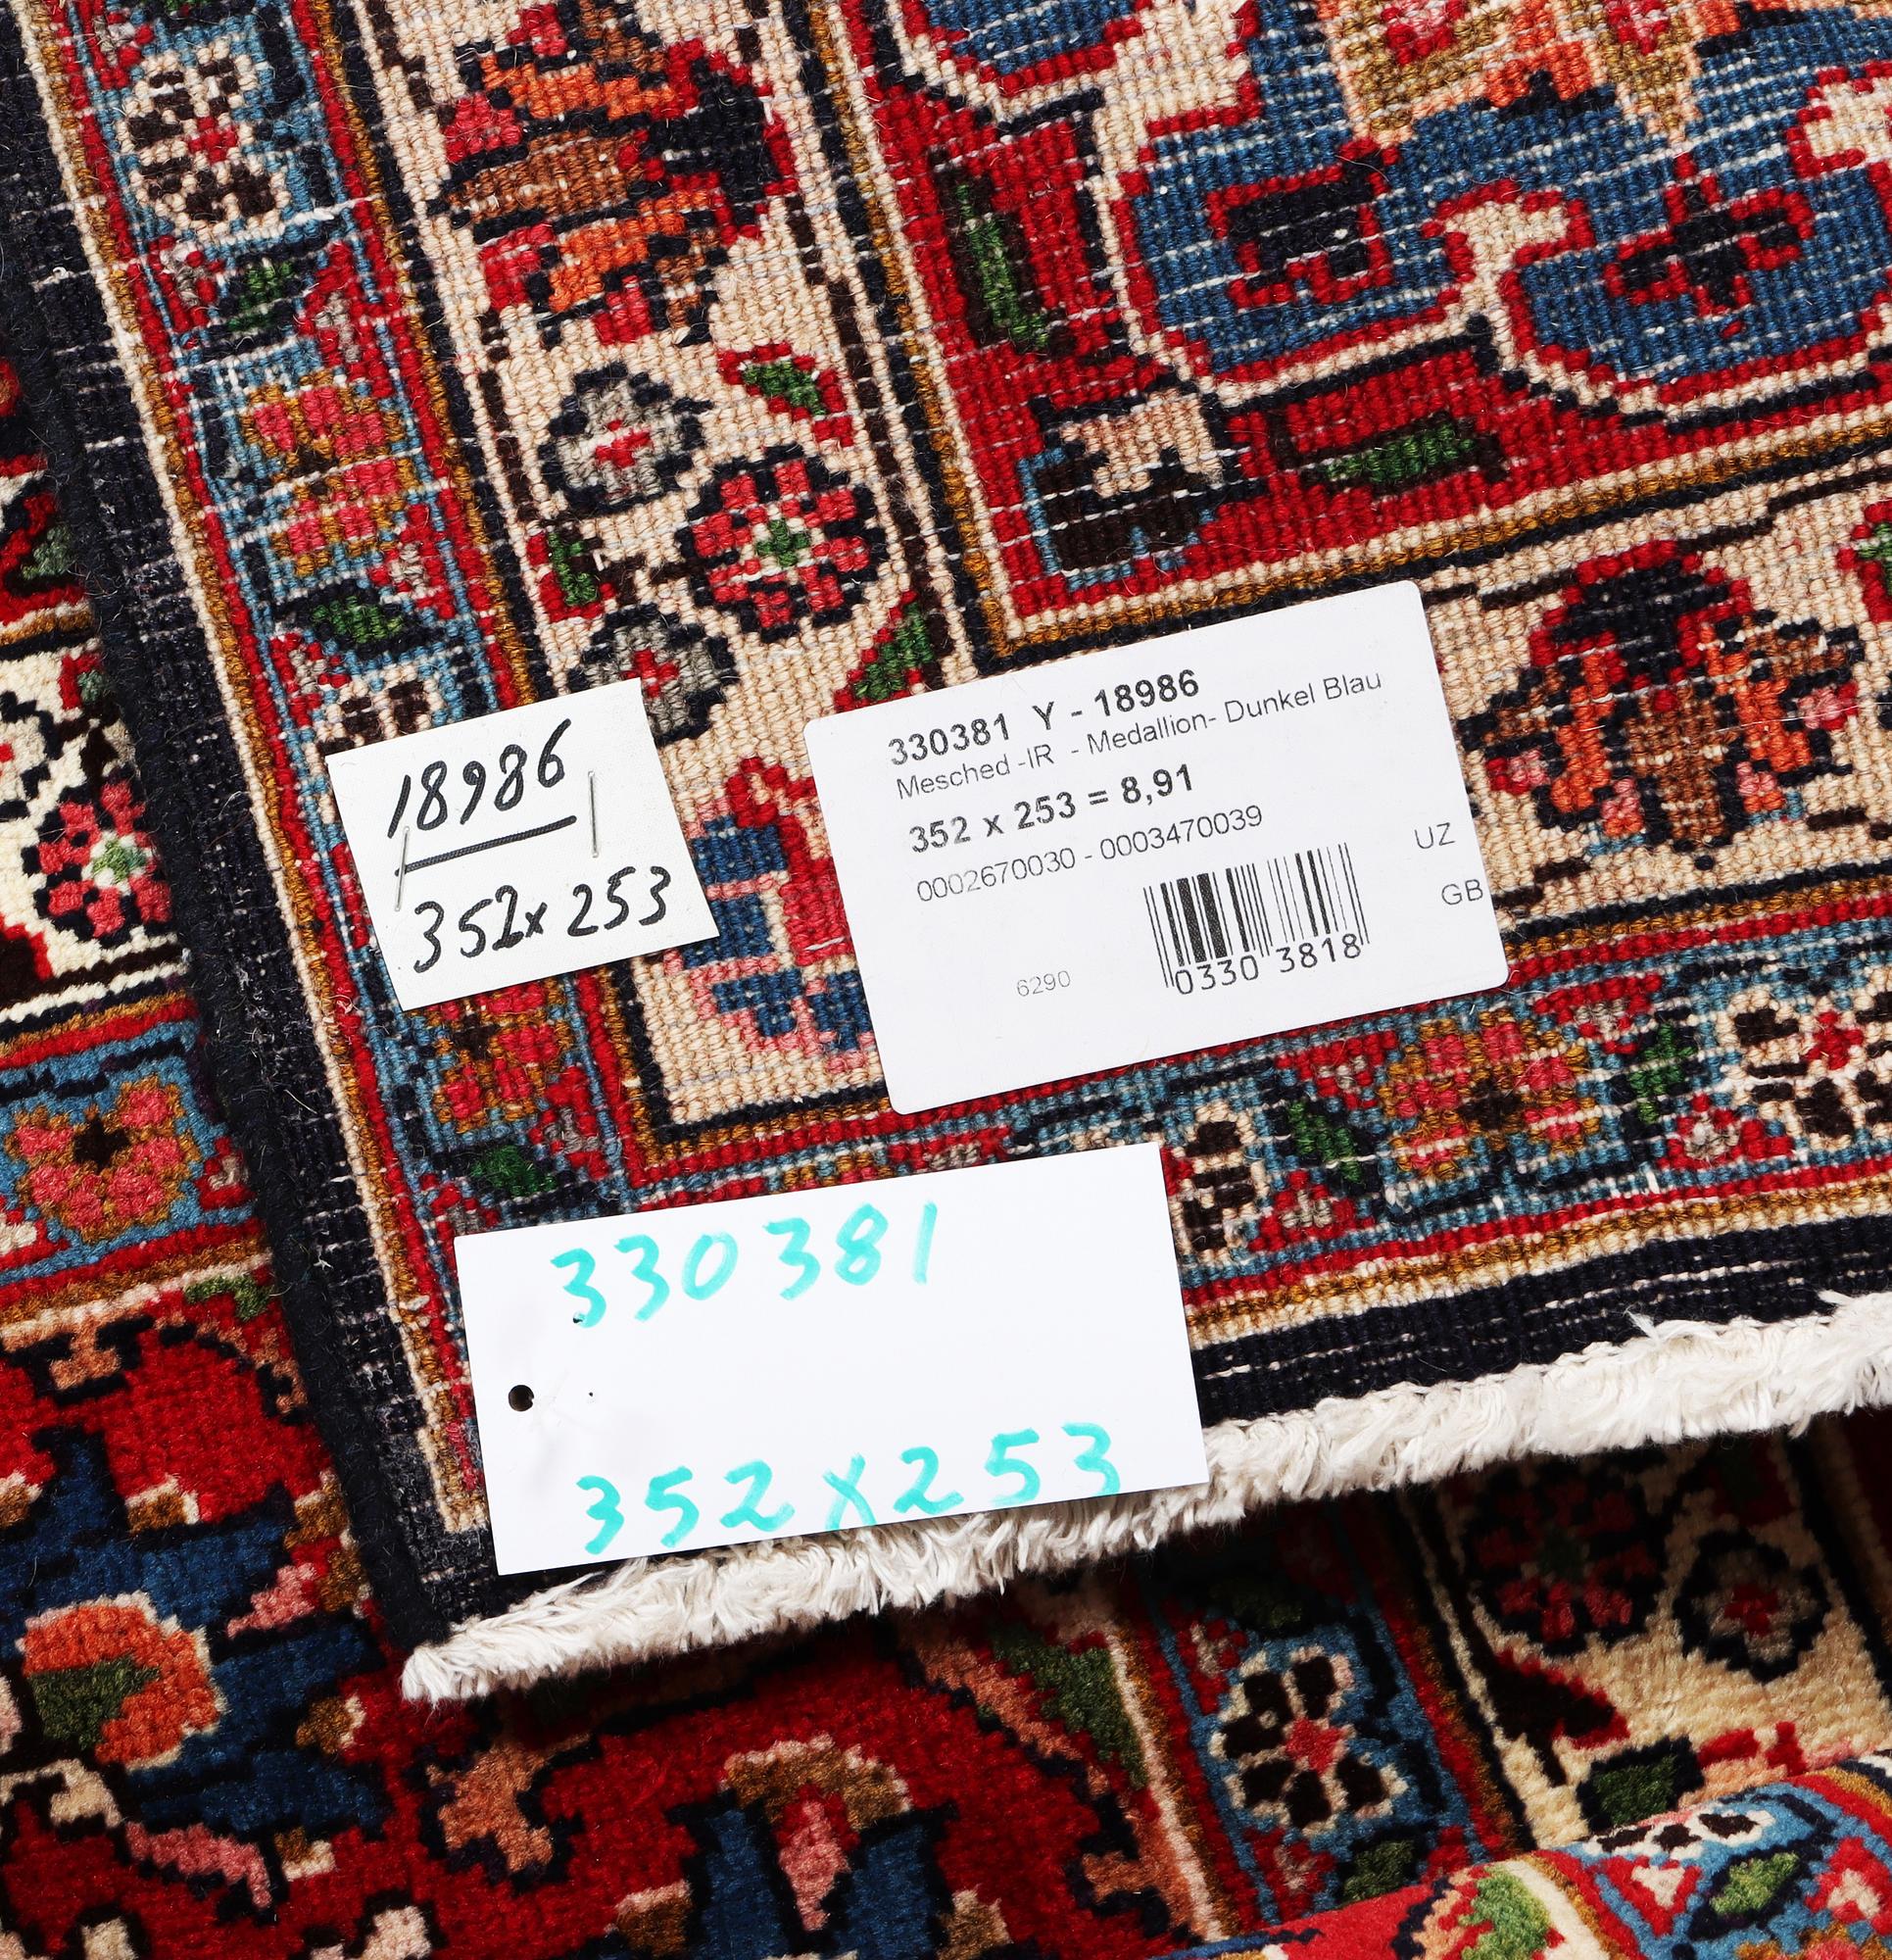 18986
352x253
330381 Y - 18986
Mesched -IR - Medallion- Dunkel Blau
352 x 253 = 8,91
0002670030 - 0003470039
UZ
GB
6290
0330 3818
330381
352x253